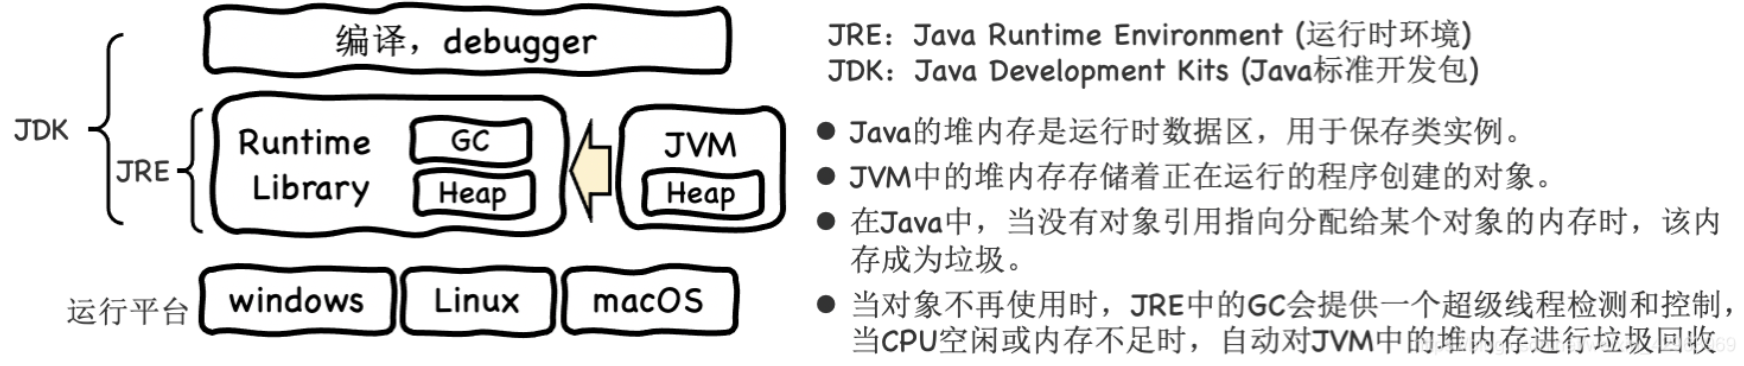 编译，debugger
JDK
JRE
Runtime
Library
GC
Heap
JVM
Heap
运行平台
windows
Linux
macOS
JRE：Java Runtime Environment (运行时环境)
JDK：Java Development Kits (Java标准开发包)
● Java的堆内存是运行时数据区，用于保存类实例。
● JVM中的堆内存存储着正在运行的程序创建的对象。
● 在Java中，当没有对象引用指向分配给某个对象的内存时，该内
存成为垃圾。
● 当对象不再使用时，JRE中的GC会提供一个超级线程检测和控制，
当CPU空闲或内存不足时，自动对JVM中的堆内存进行垃圾回收